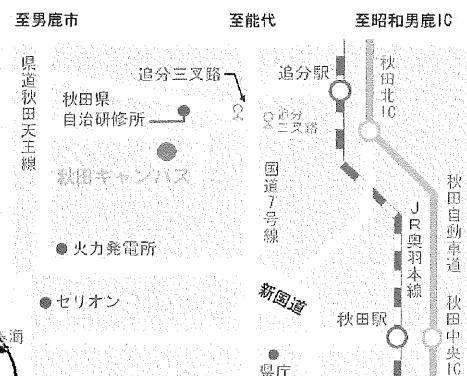 至男鹿市
至能代
至昭和男鹿IC
県道秋田天王線
追分三叉路
追分駅
秋田北IC
秋田県
自治研修所
追分
三叉路
秋田キャンパス
国道7号線
秋田自動車道
JR奥羽本線
火力発電所
セリオン
新国道
秋田駅
秋田中央IC
海
県庁